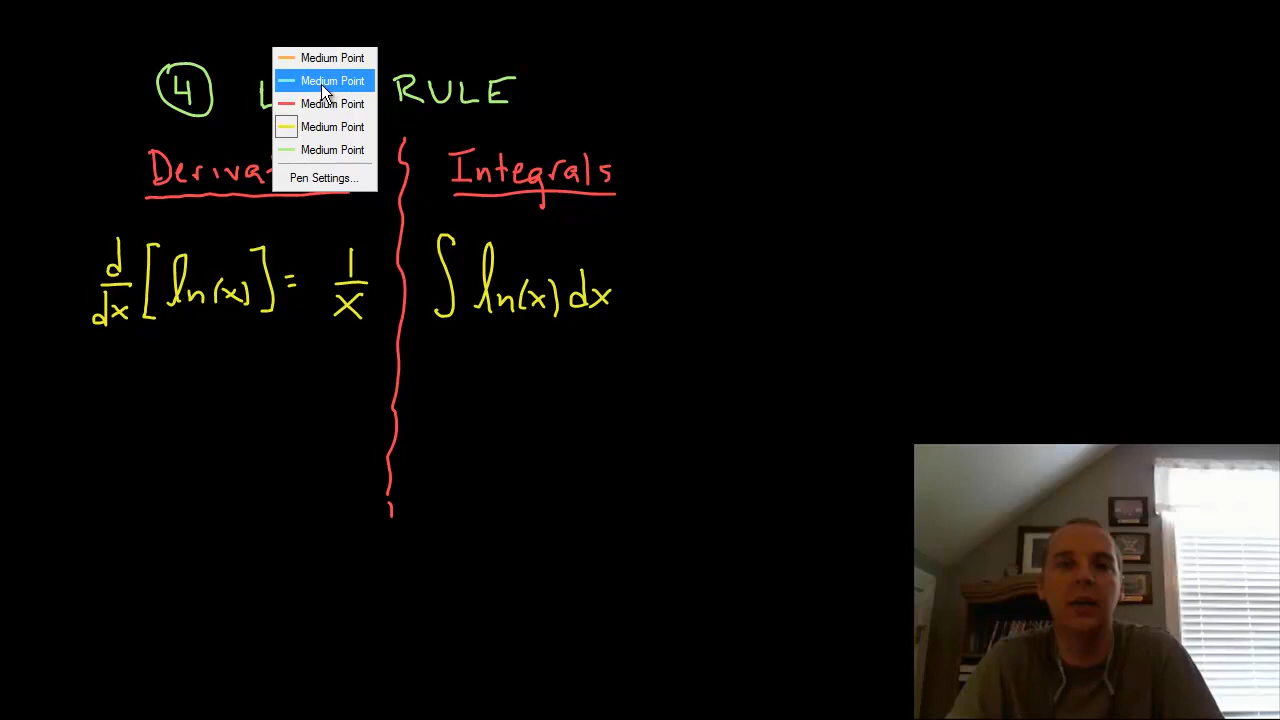 Medium Point
Medium Point
Medium Point
Medium Point
Medium Point
Pen Settings...
4 RULE
Integrals
d/dx [ln(x)] = 1/x
∫ ln(x) dx